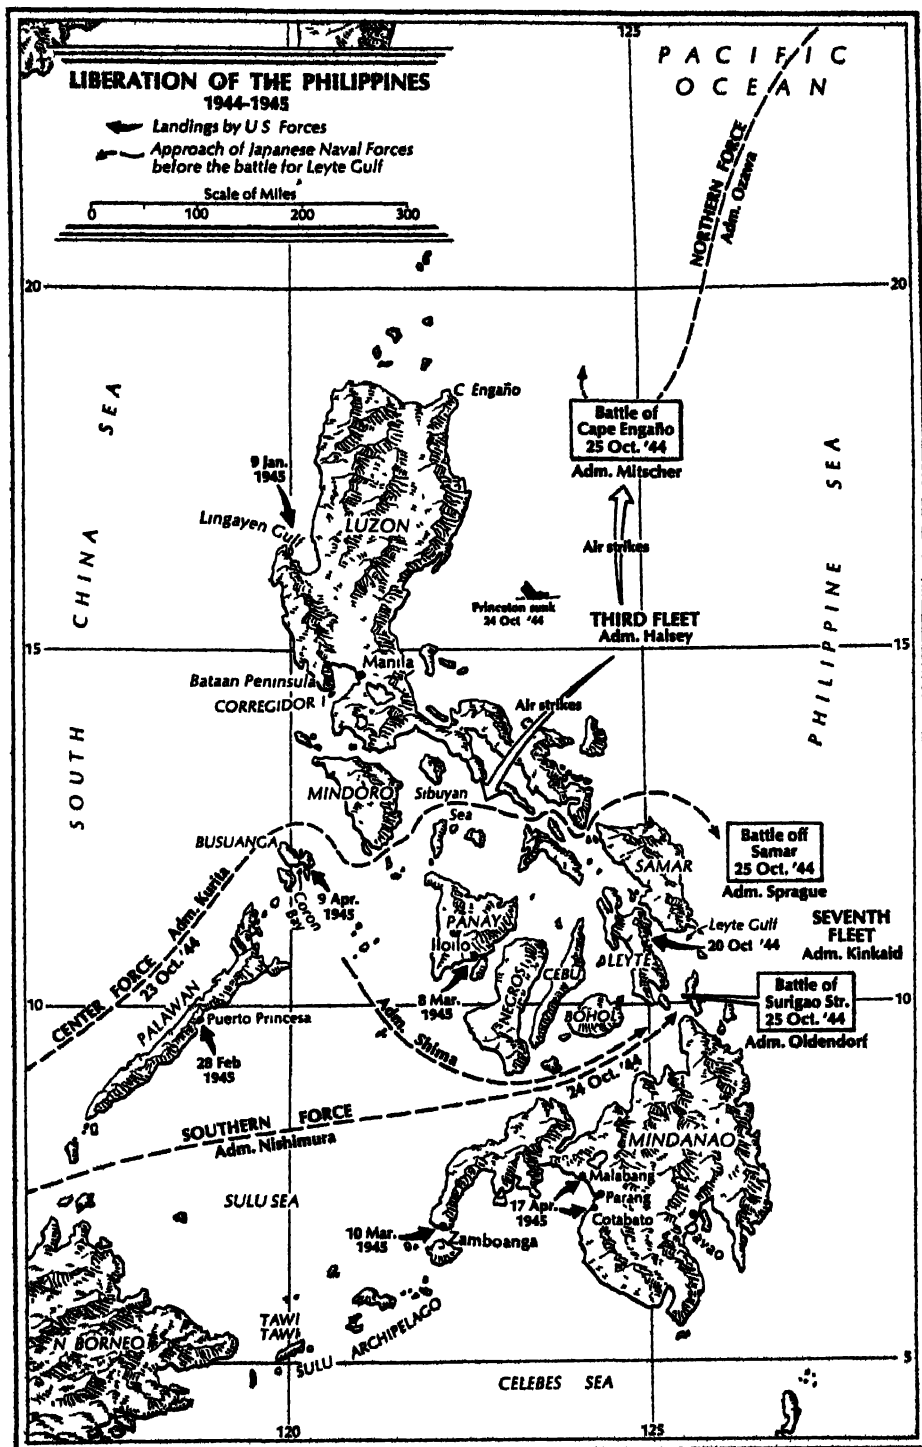 125
PACIFIC
OCEAN
LIBERATION OF THE PHILIPPINES
1944-1945
Landings by U S Forces
Approach of Japanese Naval Forces
before the battle for Leyte Gulf
Scale of Miles
0 100 200 300
NORTHERN FORCE
Adm. Ozawa
20 20
C Engaño
Battle of
Cape Engaño
25 Oct. '44
Adm. Mitscher
SOUTH CHINA SEA
PHILIPPINE SEA
9 Jan.
1945
Lingayen Gulf
LUZON
Air strikes
Princeton sunk
24 Oct '44
THIRD FLEET
Adm. Halsey
15
Manila
Bataan Peninsula
CORREGIDOR I
Air strikes
MINDORO
Sibuyan
Sea
BUSUANGA
Battle off
Samar
25 Oct. '44
Adm. Sprague
SAMAR
9 Apr.
1945
Coron
Bay
CENTER FORCE Adm. Kurita
23 Oct. '44
PANAY
Iloilo
Leyte Gulf
20 Oct '44
SEVENTH
FLEET
Adm. Kinkaid
LEYTE
CEBU
NEGROS
8 Mar.
1945
BOHOL
Battle of
Surigao Str.
25 Oct. '44
Adm. Oldendorf
10 10
PALAWAN
Puerto Princesa
28 Feb
1945
Adm.
Shima
24 Oct. '44
SOUTHERN FORCE
Adm. Nishimura
MINDANAO
Malabang
Parang
17 Apr.
1945
Cotabato
SULU SEA
10 Mar.
1945
Zamboanga
Davao
TAWI
TAWI
SULU ARCHIPELAGO
N BORNEO
CELEBES SEA
5
120 125